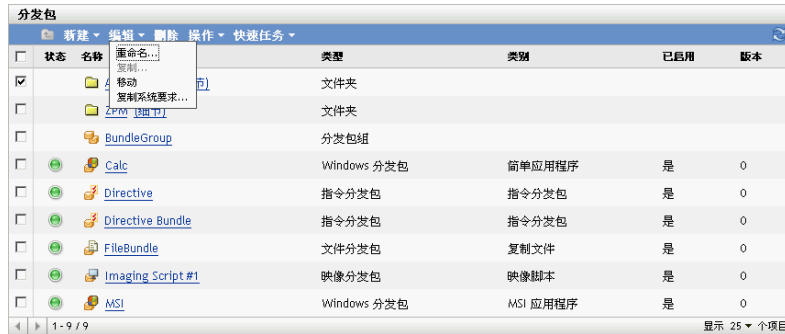 分发包
新建 编辑 删除 操作 快速任务
状态 名称 类型 类别 已启用 版本
重命名...
复制...
移动
复制系统要求...
文件夹
ZPM (细节) 文件夹
BundleGroup 分发包组
Calc Windows 分发包 简单应用程序 是 0
Directive 指令分发包 指令分发包 是 0
Directive Bundle 指令分发包 指令分发包 是 0
FileBundle 文件分发包 复制文件 是 0
Imaging Script #1 映像分发包 映像脚本 是 0
MSI Windows 分发包 MSI 应用程序 是 0
1 - 9 / 9 显示 25 个项目